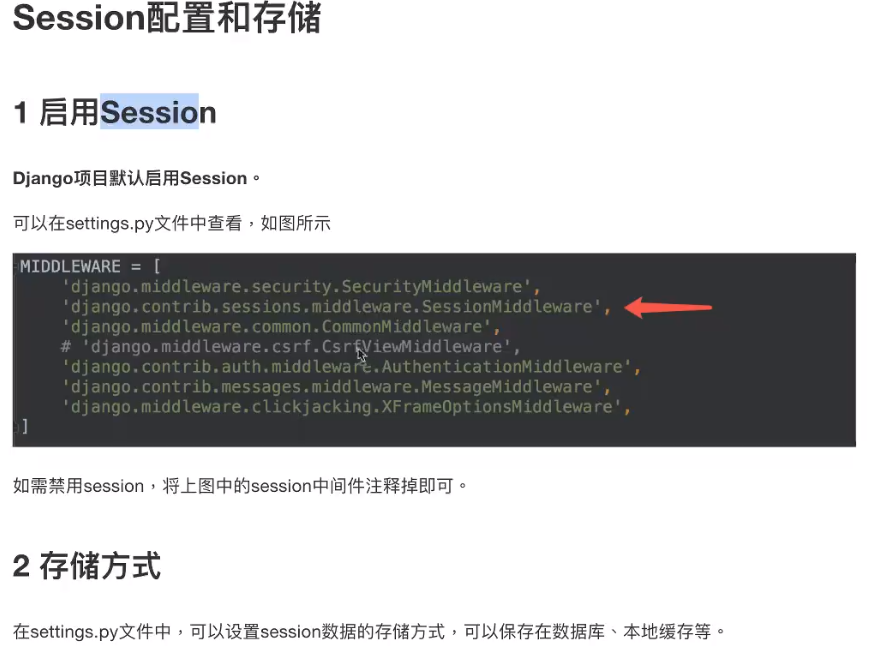 Session配置和存储
1 启用Session
Django项目默认启用Session。
可以在settings.py文件中查看，如图所示
MIDDLEWARE = [
'django.middleware.security.SecurityMiddleware',
'django.contrib.sessions.middleware.SessionMiddleware',
'django.middleware.common.CommonMiddleware',
# 'django.middleware.csrf.CsrfViewMiddleware',
'django.contrib.auth.middleware.AuthenticationMiddleware',
'django.contrib.messages.middleware.MessageMiddleware',
'django.middleware.clickjacking.XFrameOptionsMiddleware',
]
如需禁用session，将上图中的session中间件注释掉即可。
2 存储方式
在settings.py文件中，可以设置session数据的存储方式，可以保存在数据库、本地缓存等。